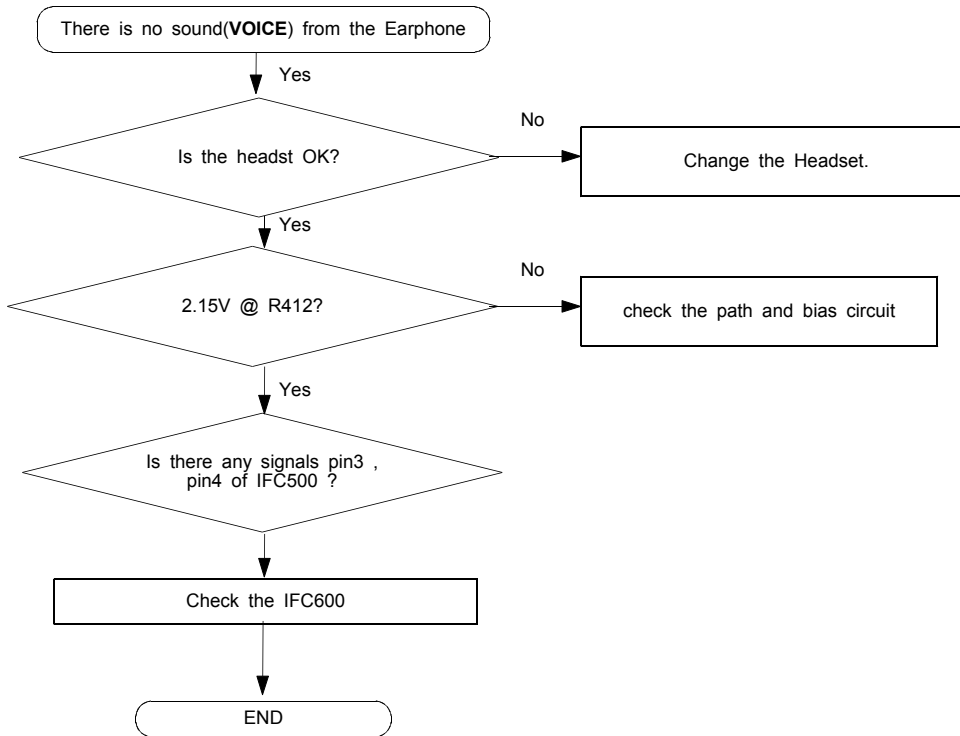 There is no sound(VOICE) from the Earphone
Yes
No
Is the headst OK?
Change the Headset.
Yes
No
2.15V @ R412?
check the path and bias circuit
Yes
Is there any signals pin3 ,
pin4 of IFC500 ?
Check the IFC600
END